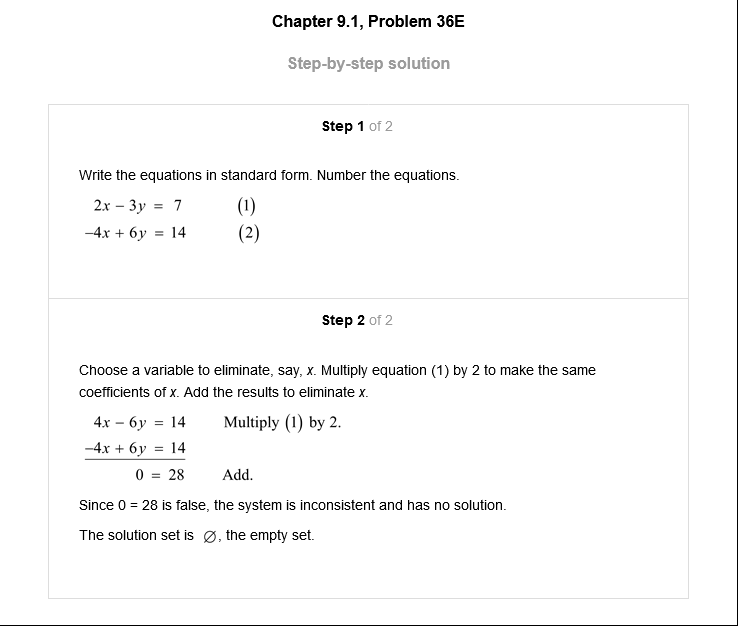 Chapter 9.1, Problem 36E
Step-by-step solution
Step 1 of 2
Write the equations in standard form. Number the equations.
2x − 3y = 7 (1)
−4x + 6y = 14 (2)
Step 2 of 2
Choose a variable to eliminate, say, x. Multiply equation (1) by 2 to make the same
coefficients of x. Add the results to eliminate x.
4x − 6y = 14 Multiply (1) by 2.
−4x + 6y = 14
0 = 28 Add.
Since 0 = 28 is false, the system is inconsistent and has no solution.
The solution set is ∅, the empty set.